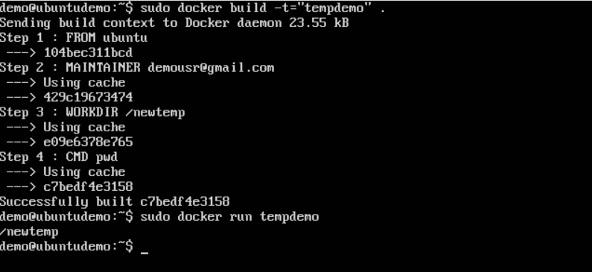 demo@ubuntudemo:~$ sudo docker build -t="tempdemo" .
Sending build context to Docker daemon 23.55 kB
Step 1 : FROM ubuntu
 ---> 104bec311bcd
Step 2 : MAINTAINER demousr@gmail.com
 ---> Using cache
 ---> 429c19673474
Step 3 : WORKDIR /newtemp
 ---> Using cache
 ---> e09e6378e765
Step 4 : CMD pwd
 ---> Using cache
 ---> c7bedf4e3158
Successfully built c7bedf4e3158
demo@ubuntudemo:~$ sudo docker run tempdemo
/newtemp
demo@ubuntudemo:~$ _